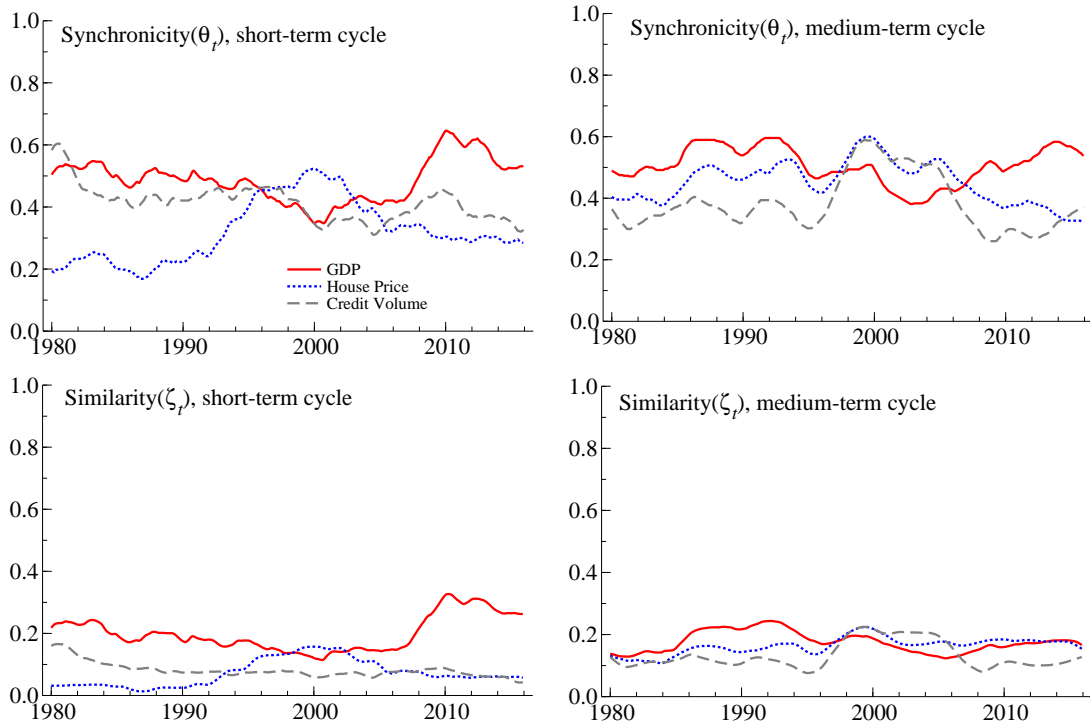 Synchronicity(θt), short-term cycle
1.0
0.8
0.6
0.4
0.2
0.0
GDP
House Price
Credit Volume
1980 1990 2000 2010
Synchronicity(θt), medium-term cycle
1.0
0.8
0.6
0.4
0.2
0.0
1980 1990 2000 2010
Similarity(ζt), short-term cycle
1.0
0.8
0.6
0.4
0.2
0.0
1980 1990 2000 2010
Similarity(ζt), medium-term cycle
1.0
0.8
0.6
0.4
0.2
0.0
1980 1990 2000 2010